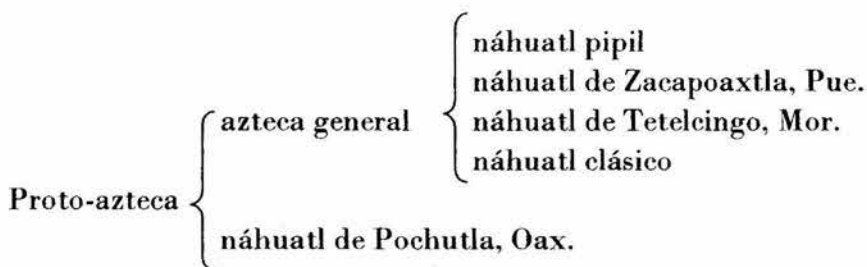 náhuatl pipil
náhuatl de Zacapoaxtla, Pue.
azteca general
náhuatl de Tetelcingo, Mor.
náhuatl clásico
Proto-azteca
náhuatl de Pochutla, Oax.